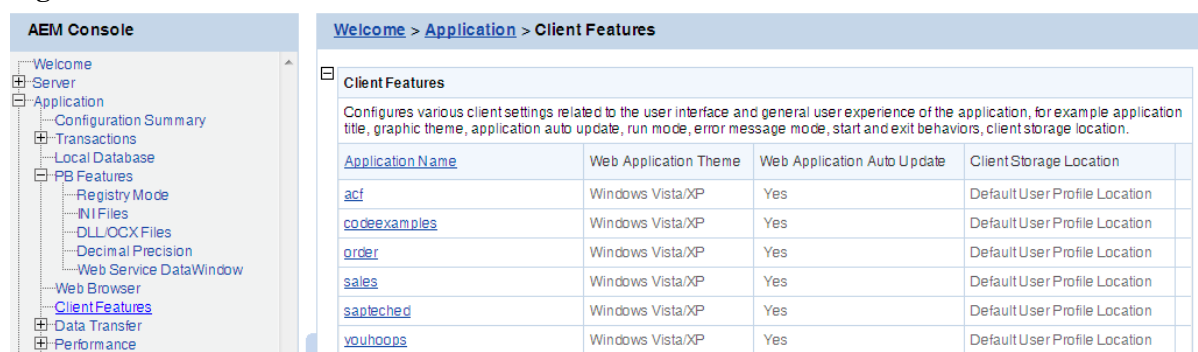 AEM Console
Welcome
Server
Application
Configuration Summary
Transactions
Local Database
PB Features
Registry Mode
INI Files
DLL/OCX Files
Decimal Precision
Web Service DataWindow
Web Browser
Client Features
Data Transfer
Performance
Welcome > Application > Client Features
Client Features
Configures various client settings related to the user interface and general user experience of the application, for example application
title, graphic theme, application auto update, run mode, error message mode, start and exit behaviors, client storage location.
Application Name Web Application Theme Web Application Auto Update Client Storage Location
acf Windows Vista/XP Yes Default User Profile Location
codeexamples Windows Vista/XP Yes Default User Profile Location
order Windows Vista/XP Yes Default User Profile Location
sales Windows Vista/XP Yes Default User Profile Location
sapteched Windows Vista/XP Yes Default User Profile Location
youhoops Windows Vista/XP Yes Default User Profile Location